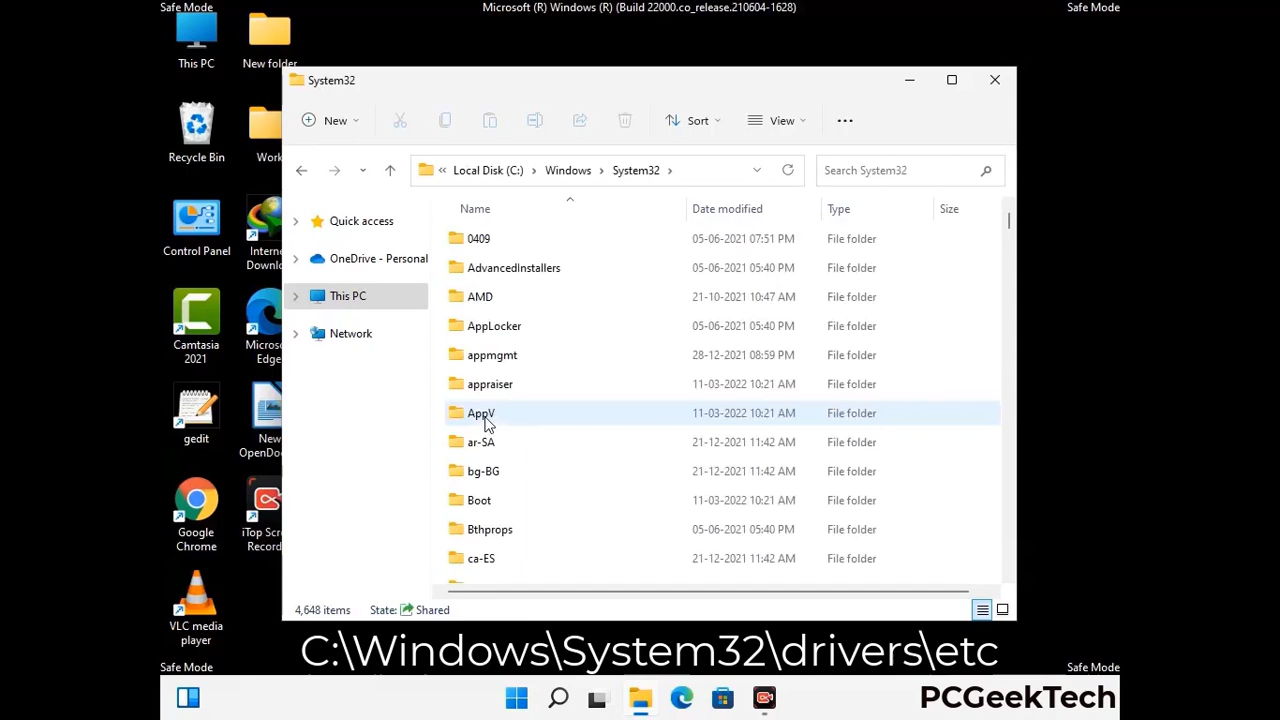 Safe Mode
Microsoft (R) Windows (R) (Build 22000.co_release.210604-1628)
Safe Mode
This PC
New folder
System32
New
Sort
View
Recycle Bin
Work
Local Disk (C:)
Windows
System32
Search System32
Name
Date modified
Type
Size
Quick access
0409 05-06-2021 07:51 PM File folder
Control Panel
OneDrive - Personal
AdvancedInstallers 05-06-2021 05:40 PM File folder
This PC
AMD 21-10-2021 10:47 AM File folder
Network
AppLocker 05-06-2021 05:40 PM File folder
Camtasia
2021
appmgmt 28-12-2021 08:59 PM File folder
appraiser 11-03-2022 10:21 AM File folder
AppV 11-03-2022 10:21 AM File folder
gedit
New
ar-SA 21-12-2021 11:42 AM File folder
bg-BG 21-12-2021 11:42 AM File folder
Boot 11-03-2022 10:21 AM File folder
Google
Chrome
iTop Scre
Record
Bthprops 05-06-2021 05:40 PM File folder
ca-ES 21-12-2021 11:42 AM File folder
VLC media
player
4,648 items
State:
Shared
C:\Windows\System32\drivers\etc
Safe Mode
Safe Mode
PCGeekTech